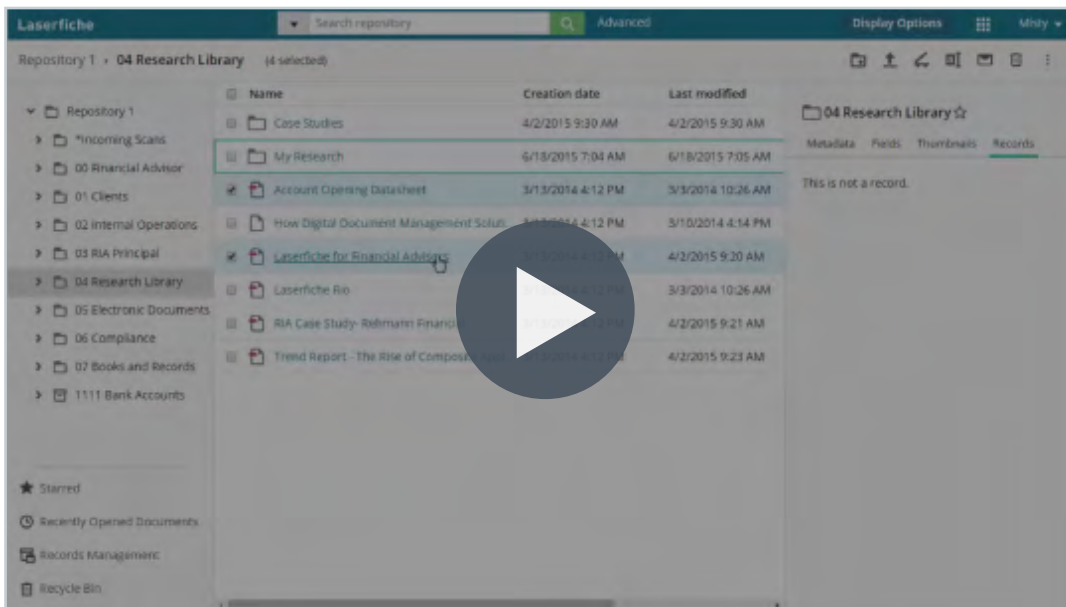 Laserfiche
Search repository
Advanced
Display Options
Misty
Repository 1 › 04 Research Library (4 selected)
Repository 1
*Incoming Scans
00 Financial Advisor
01 Clients
02 Internal Operations
03 RIA Principal
04 Research Library
05 Electronic Documents
06 Compliance
07 Books and Records
1111 Bank Accounts
Starred
Recently Opened Documents
Records Management
Recycle Bin
Name Creation date Last modified
Case Studies 4/2/2015 9:30 AM 4/2/2015 9:30 AM
My Research 6/18/2015 7:04 AM 6/18/2015 7:05 AM
Account Opening Datasheet 3/13/2014 4:12 PM 3/3/2014 10:26 AM
How Digital Document Management Solut 4:12 PM 3/10/2014 4:14 PM
Laserfiche for Financial Advisors 4/2/2015 9:20 AM
Laserfiche Rio 3/3/2014 10:26 AM
RIA Case Study- Rehmann Financial 4/2/2015 9:21 AM
Trend Report - The Rise of Composite 4/2/2015 9:23 AM
04 Research Library
Metadata Fields Thumbnails Records
This is not a record.